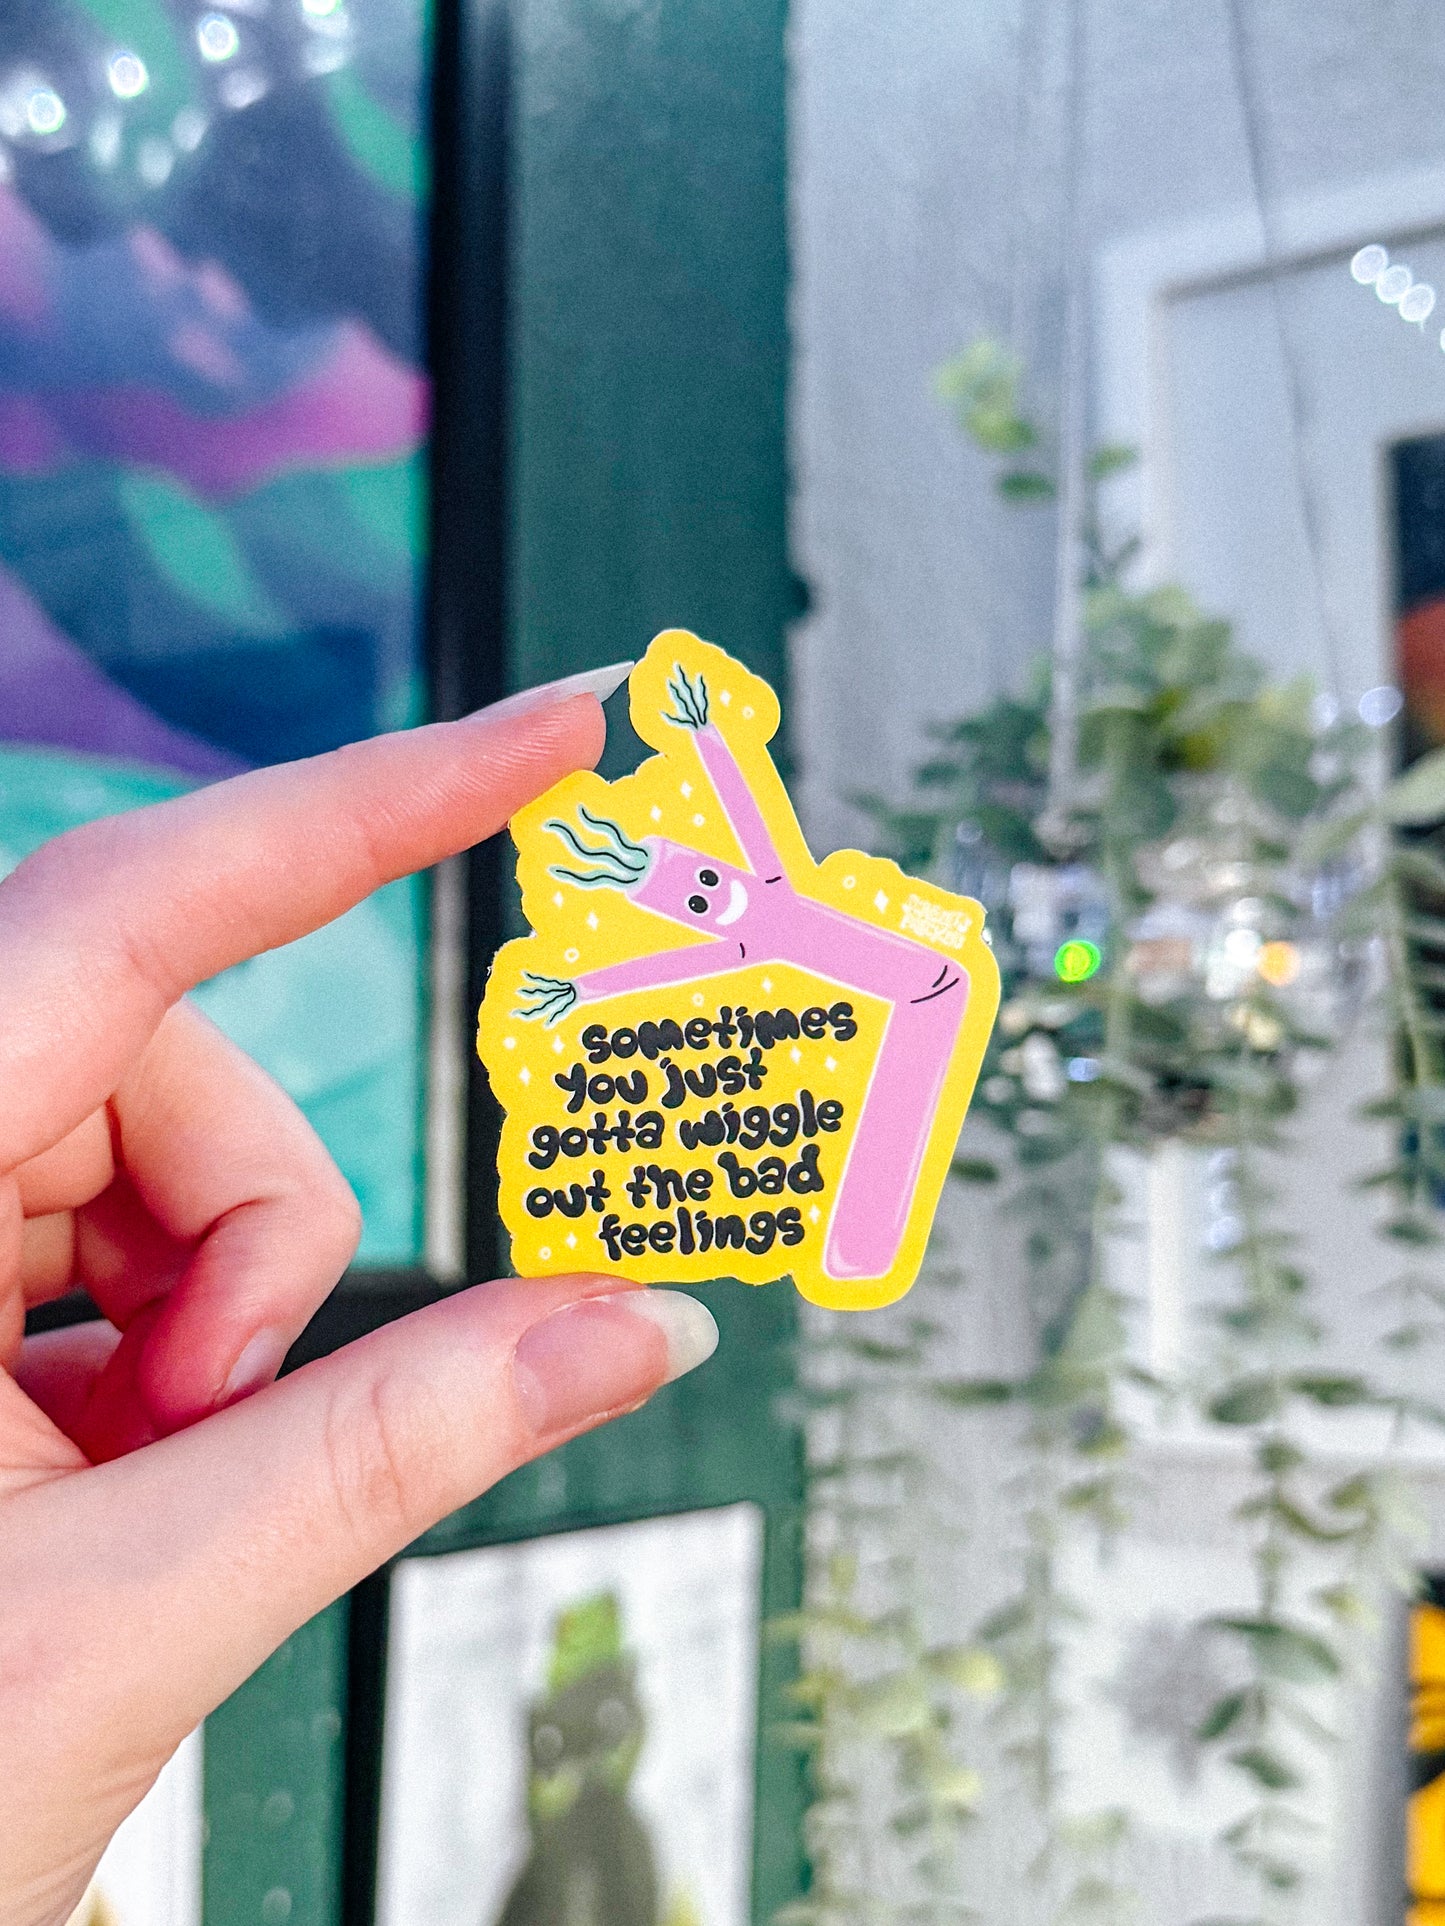 sometimes
you just
gotta wiggle
out the bad
feelings